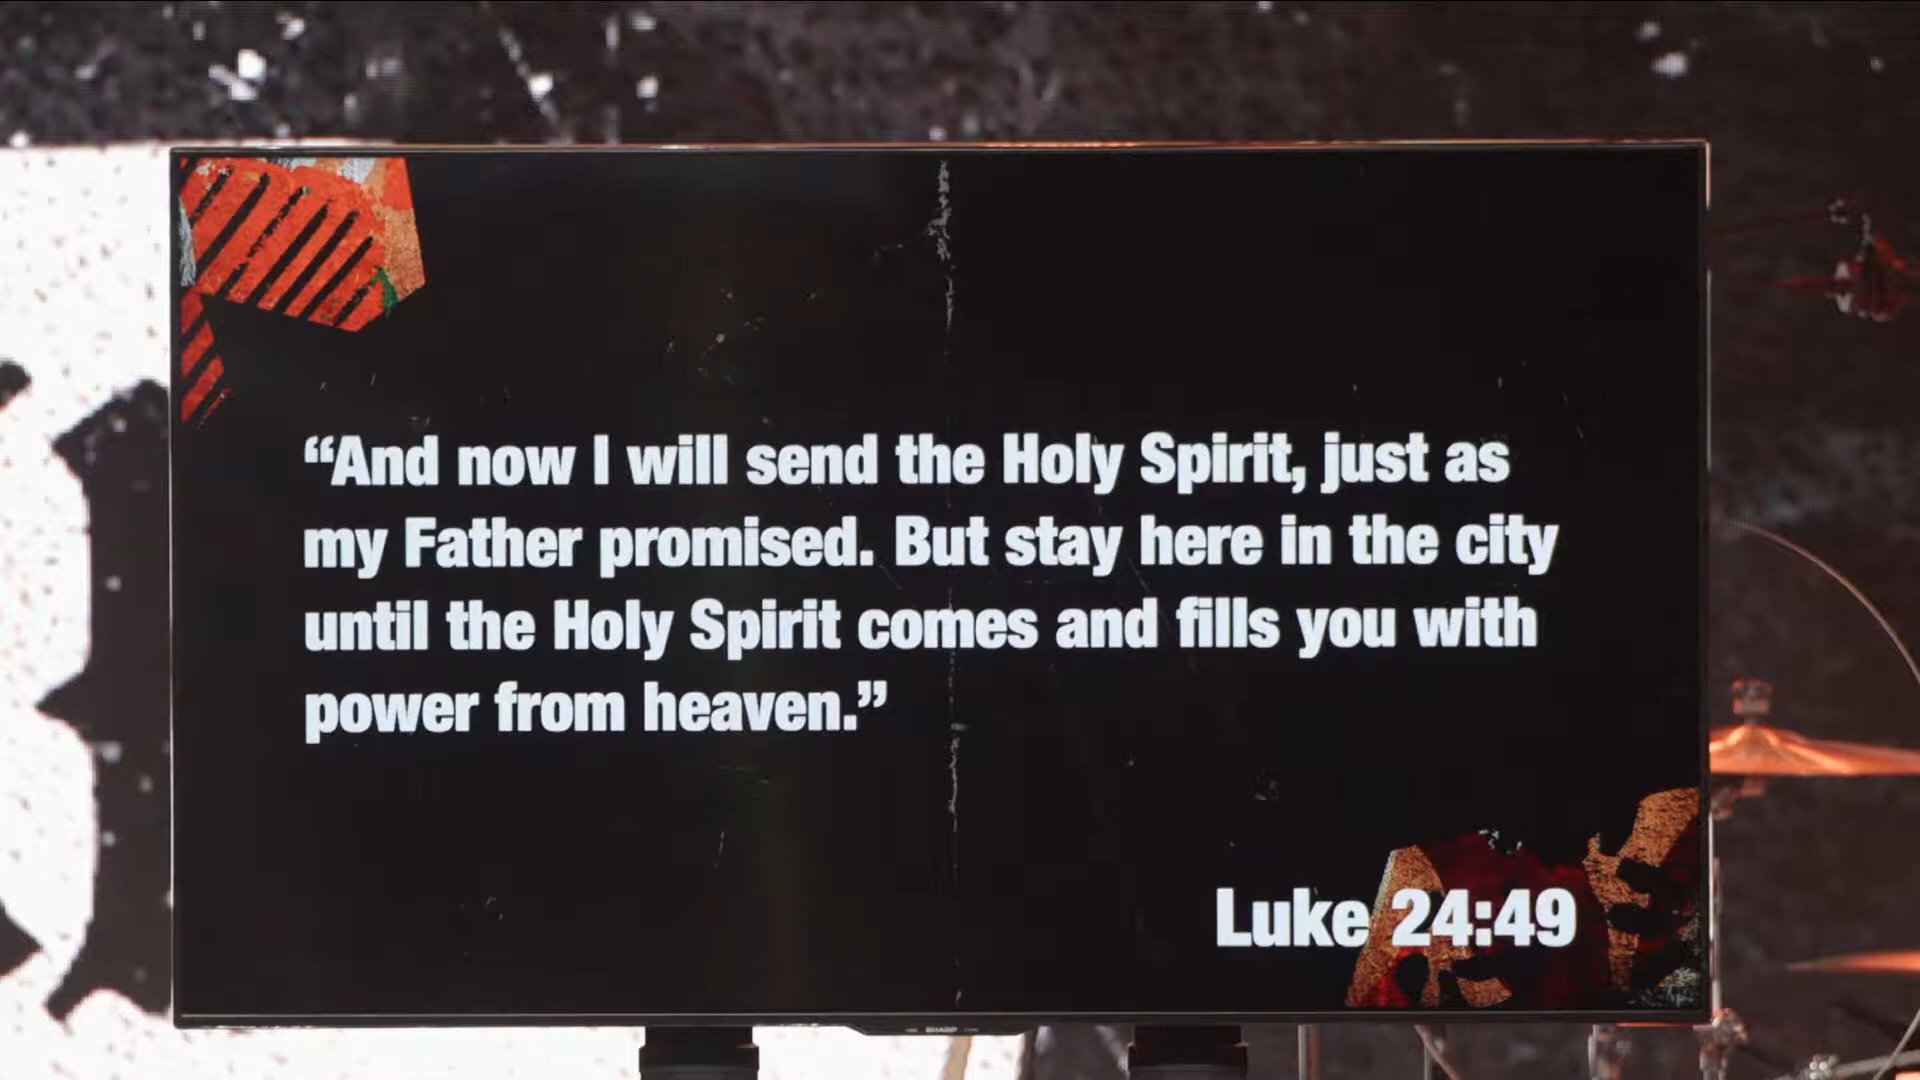 “And now I will send the Holy Spirit, just as
my Father promised. But stay here in the city
until the Holy Spirit comes and fills you with
power from heaven.”
Luke 24:49
SHARP